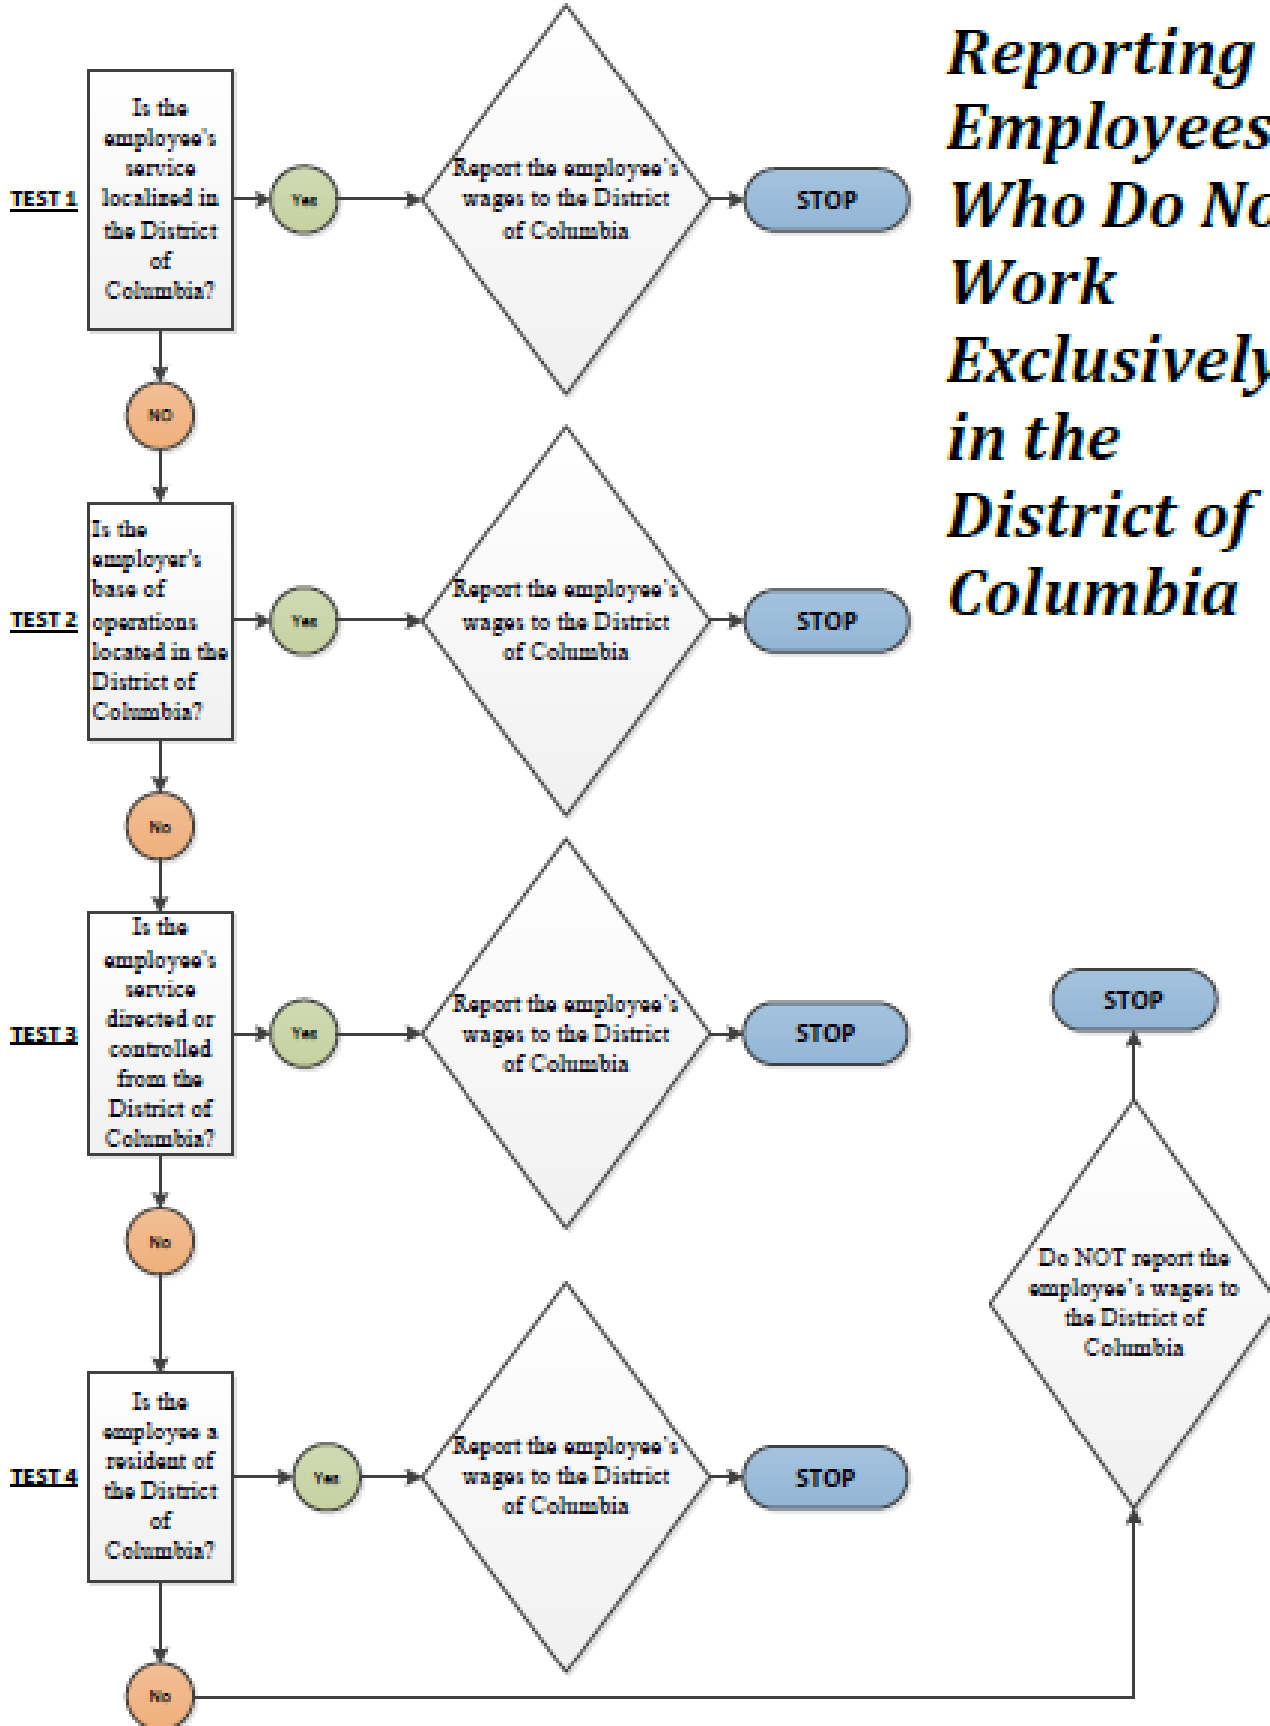 Reporting
Employees
Who Do No
Work
Exclusively
in the
District of
Columbia
TEST 1
Is the
employee's
service
localized in
the District
of
Columbia?
Yes
Report the employee's
wages to the District
of Columbia
STOP
NO
TEST 2
Is the
employer's
base of
operations
located in the
District of
Columbia?
Yes
Report the employee's
wages to the District
of Columbia
STOP
No
TEST 3
Is the
employee's
service
directed or
controlled
from the
District of
Columbia?
Yes
Report the employee's
wages to the District
of Columbia
STOP
No
TEST 4
Is the
employee a
resident of
the District
of
Columbia?
Yes
Report the employee's
wages to the District
of Columbia
STOP
No
Do NOT report the
employee's wages to
the District of
Columbia
STOP